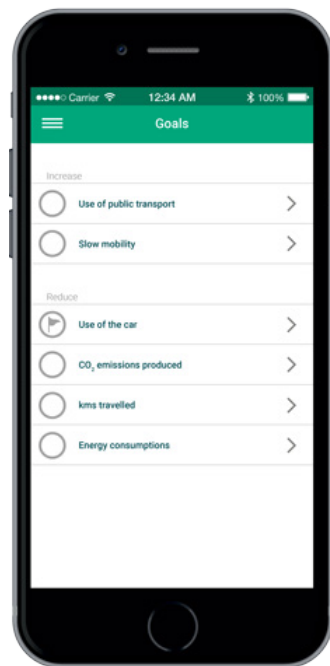 Carrier 12:34 AM 100%
Goals
Increase
Use of public transport
Slow mobility
Reduce
Use of the car
CO₂ emissions produced
kms travelled
Energy consumptions